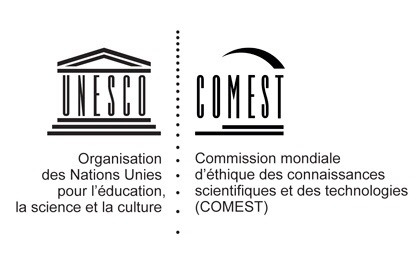 UNESCO
Organisation
des Nations Unies
pour l’éducation,
la science et la culture
COMEST
Commission mondiale
d’éthique des connaissances
scientifiques et des technologies
(COMEST)